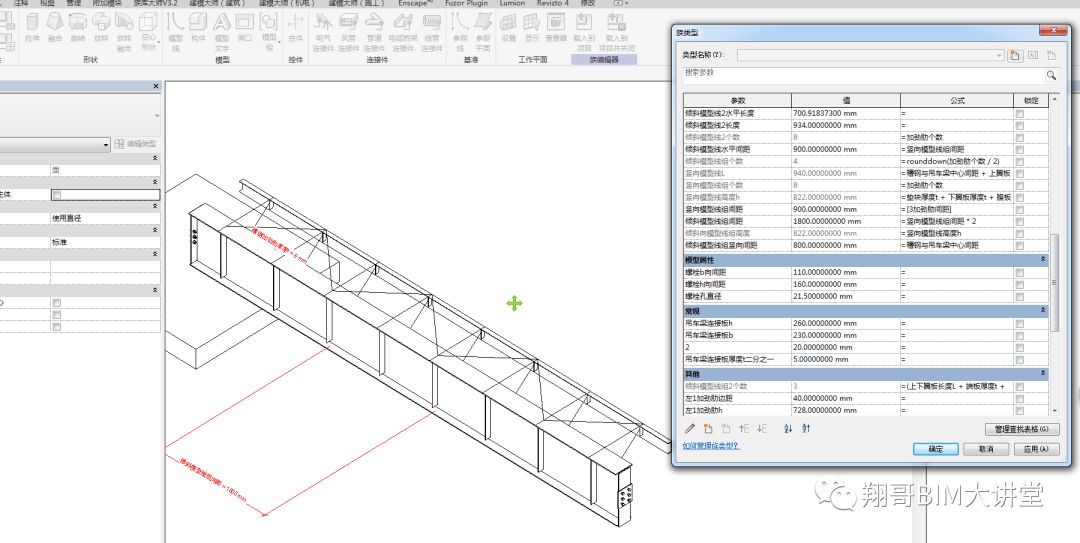 注释 视图 管理 附加模块 族库大师V3.2 建模大师（建筑） 建模大师（机电） 建模大师（施工） Enscape™ Fuzor Plugin Lumion Revizto 4 修改
拉伸 融合 旋转 放样 放样融合 空心形状 模型线 构件 模型文字 洞口 模型组 控件 电气连接件 风管连接件 管道连接件 电缆桥架连接件 线管连接件 参照线 参照平面 设置 显示 查看器 载入到项目 载入到项目并关闭
形状 模型 控件 连接件 基准 工作平面 族编辑器
编辑类型
面
主体
使用直径
标准
槽钢
倾斜模型线组间距=1800 mm
族类型
类型名称(Y):
搜索参数
参数 值 公式 锁定
倾斜模型线2水平长度 700.91837300 mm =
倾斜模型线2长度 934.00000000 mm =
倾斜模型线2个数 8 =加劲肋个数
倾斜模型线水平间距 900.00000000 mm =竖向模型线组间距
倾斜模型线组个数 4 =rounddown(加劲肋个数 / 2)
竖向模型线L 940.00000000 mm =槽钢与吊车梁中心间距 + 上翼板
竖向模型线组个数 8 =加劲肋个数
竖向模型线高度h 822.00000000 mm =垫块厚度t + 下翼板厚度t + 腹板
竖向模型线组间距 900.00000000 mm =[3加劲肋间距]
倾斜模型线组间距 1800.00000000 mm =竖向模型线组间距 * 2
倾斜向模型线组高度 822.00000000 mm =竖向模型线高度h
倾斜模型线组竖向间距 800.00000000 mm =槽钢与吊车梁中心间距
模型属性
螺栓b向间距 110.00000000 mm =
螺栓h向间距 160.00000000 mm =
螺栓孔直径 21.50000000 mm =
常规
吊车梁连接板h 260.00000000 mm =
吊车梁连接板b 230.00000000 mm =
2 20.00000000 mm =
吊车梁连接板厚度t二分之一 5.00000000 mm =
其他
倾斜模型线组2个数 3 =(上下翼板长度L + 端板厚度t +
左1加劲肋边距 40.00000000 mm =
左1加劲肋h 728.00000000 mm =
管理查找表格(G)
如何管理族类型?
确定 取消 应用(A)
翔哥BIM大讲堂